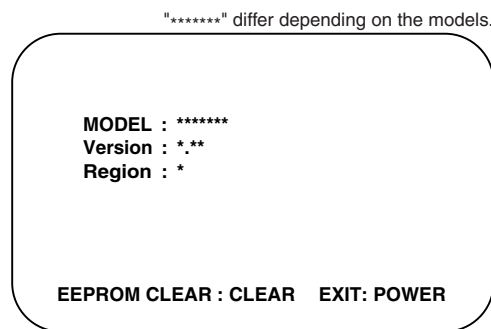 "*******" differ depending on the models.
MODEL : *******
Version : *.**
Region : *
EEPROM CLEAR : CLEAR EXIT: POWER